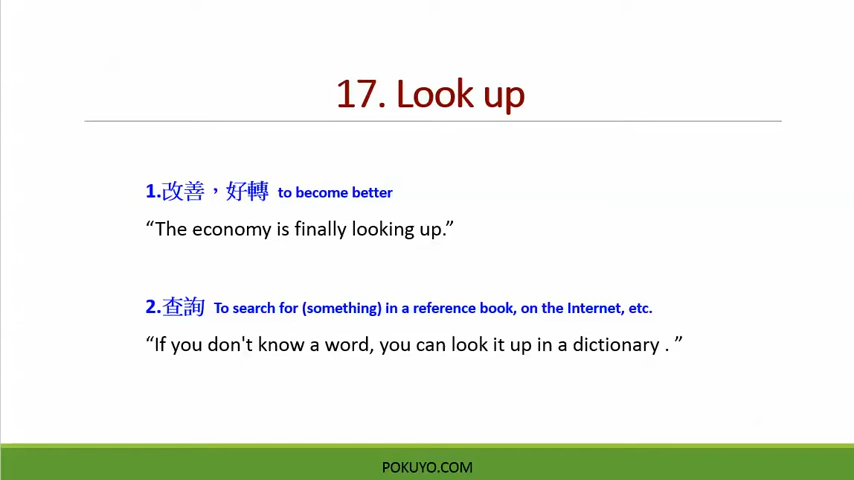 17. Look up
1.改善，好轉 to become better
“The economy is finally looking up.”
2.查詢 To search for (something) in a reference book, on the Internet, etc.
“If you don't know a word, you can look it up in a dictionary . ”
POKUYO.COM